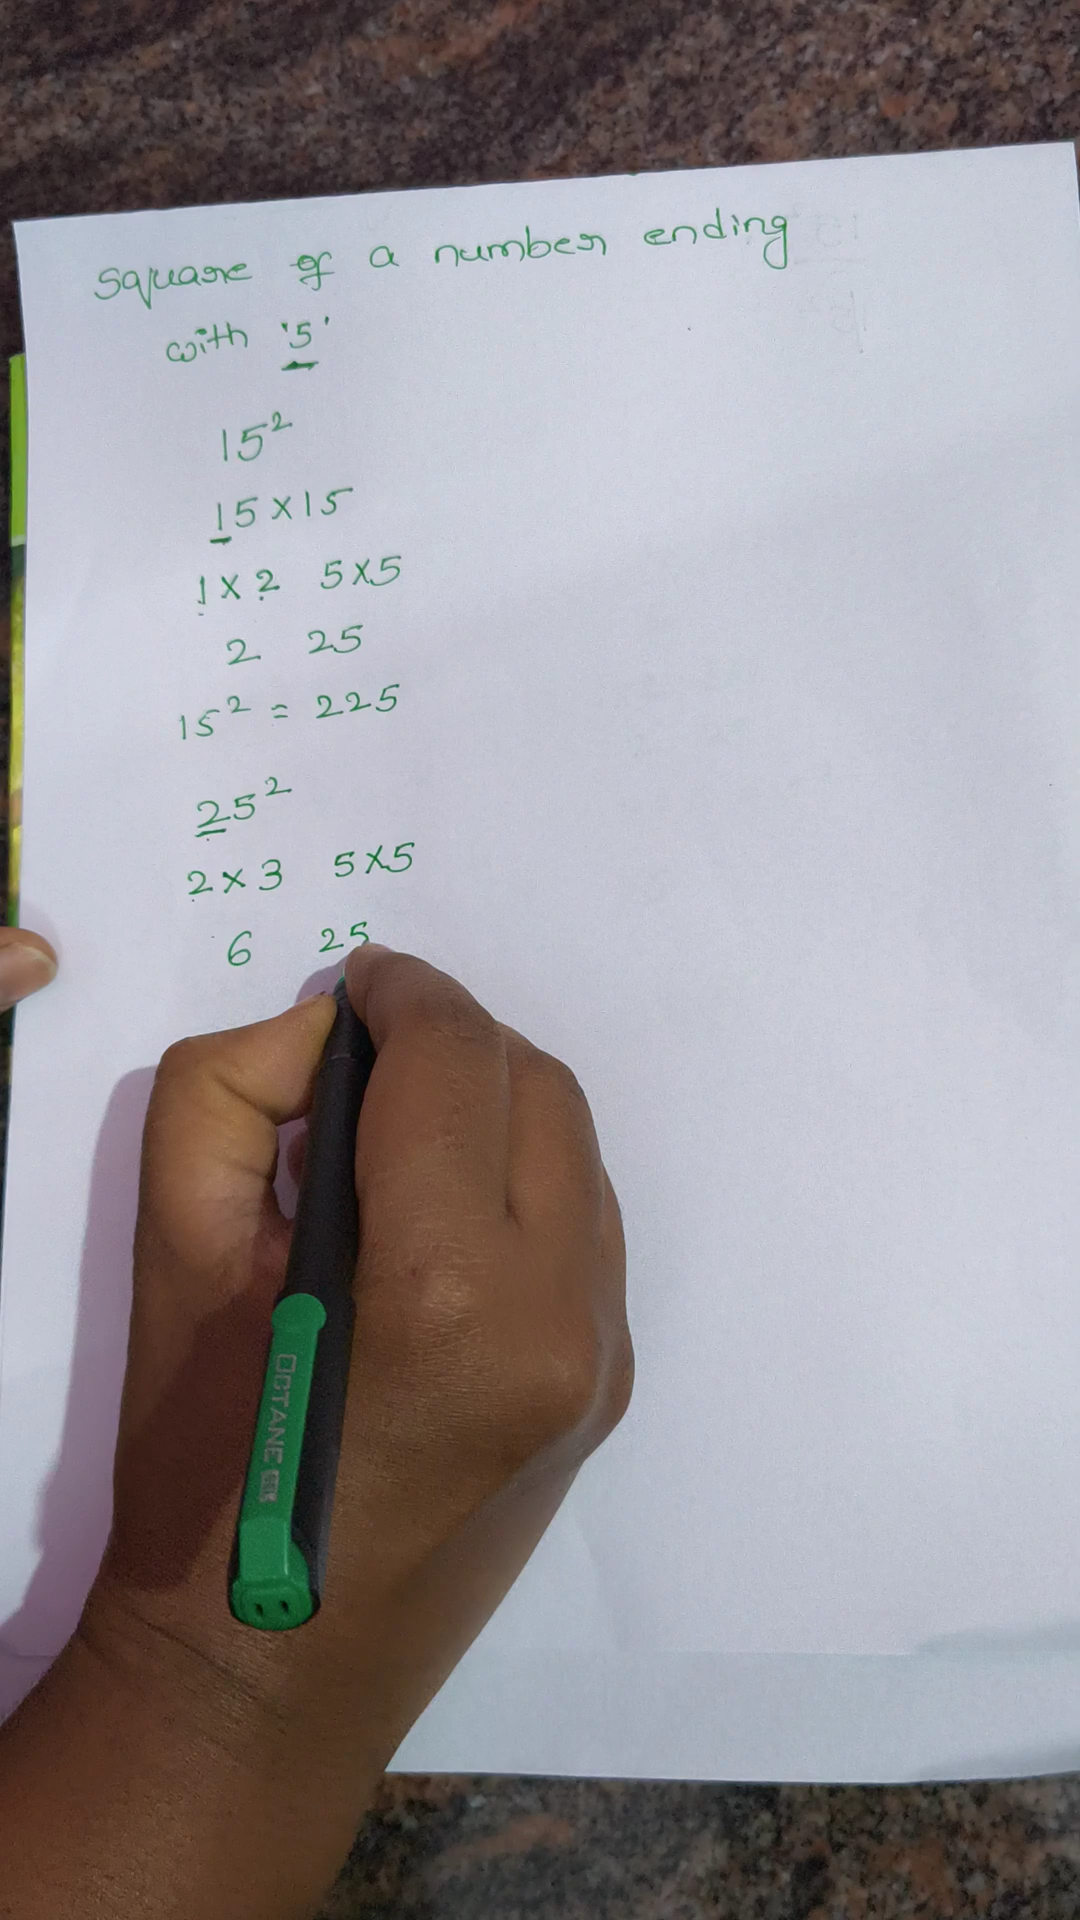 square of a number ending
with '5'
15²
15×15
1×2 5×5
2 25
15² = 225
25²
2×3 5×5
6 25
OCTANE GEL